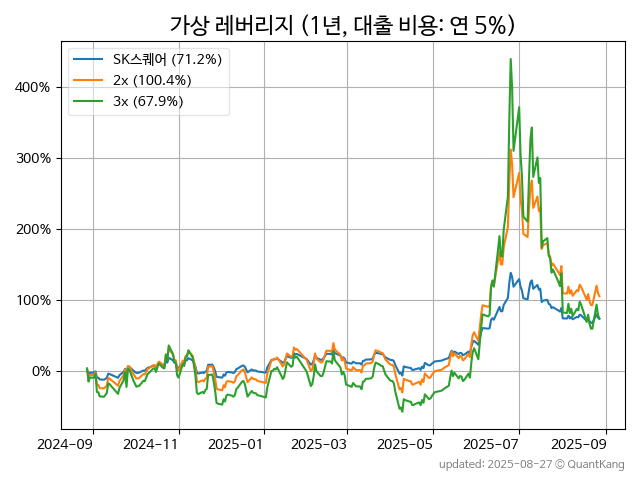 가상 레버리지 (1년, 대출 비용: 연 5%)
SK스퀘어 (71.2%)
2x (100.4%)
3x (67.9%)
400%
300%
200%
100%
0%
2024-09
2024-11
2025-01
2025-03
2025-05
2025-07
2025-09
updated: 2025-08-27 © QuantKang